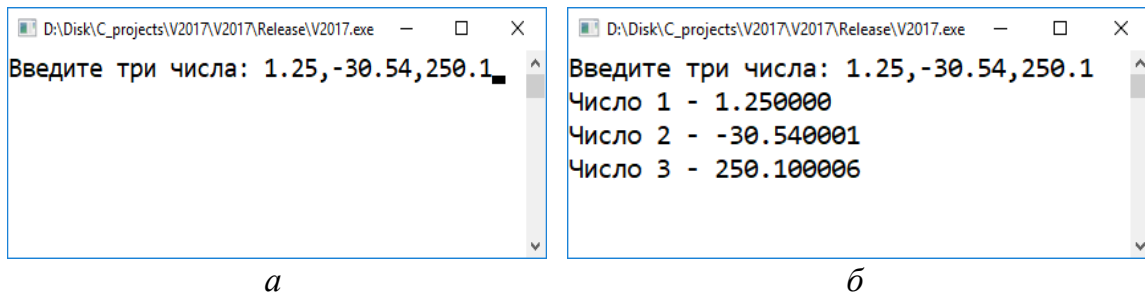 D:\Disk\C_projects\V2017\V2017\Release\V2017.exe
Введите три числа: 1.25,-30.54,250.1
а
D:\Disk\C_projects\V2017\V2017\Release\V2017.exe
Введите три числа: 1.25,-30.54,250.1
Число 1 - 1.250000
Число 2 - -30.540001
Число 3 - 250.100006
б